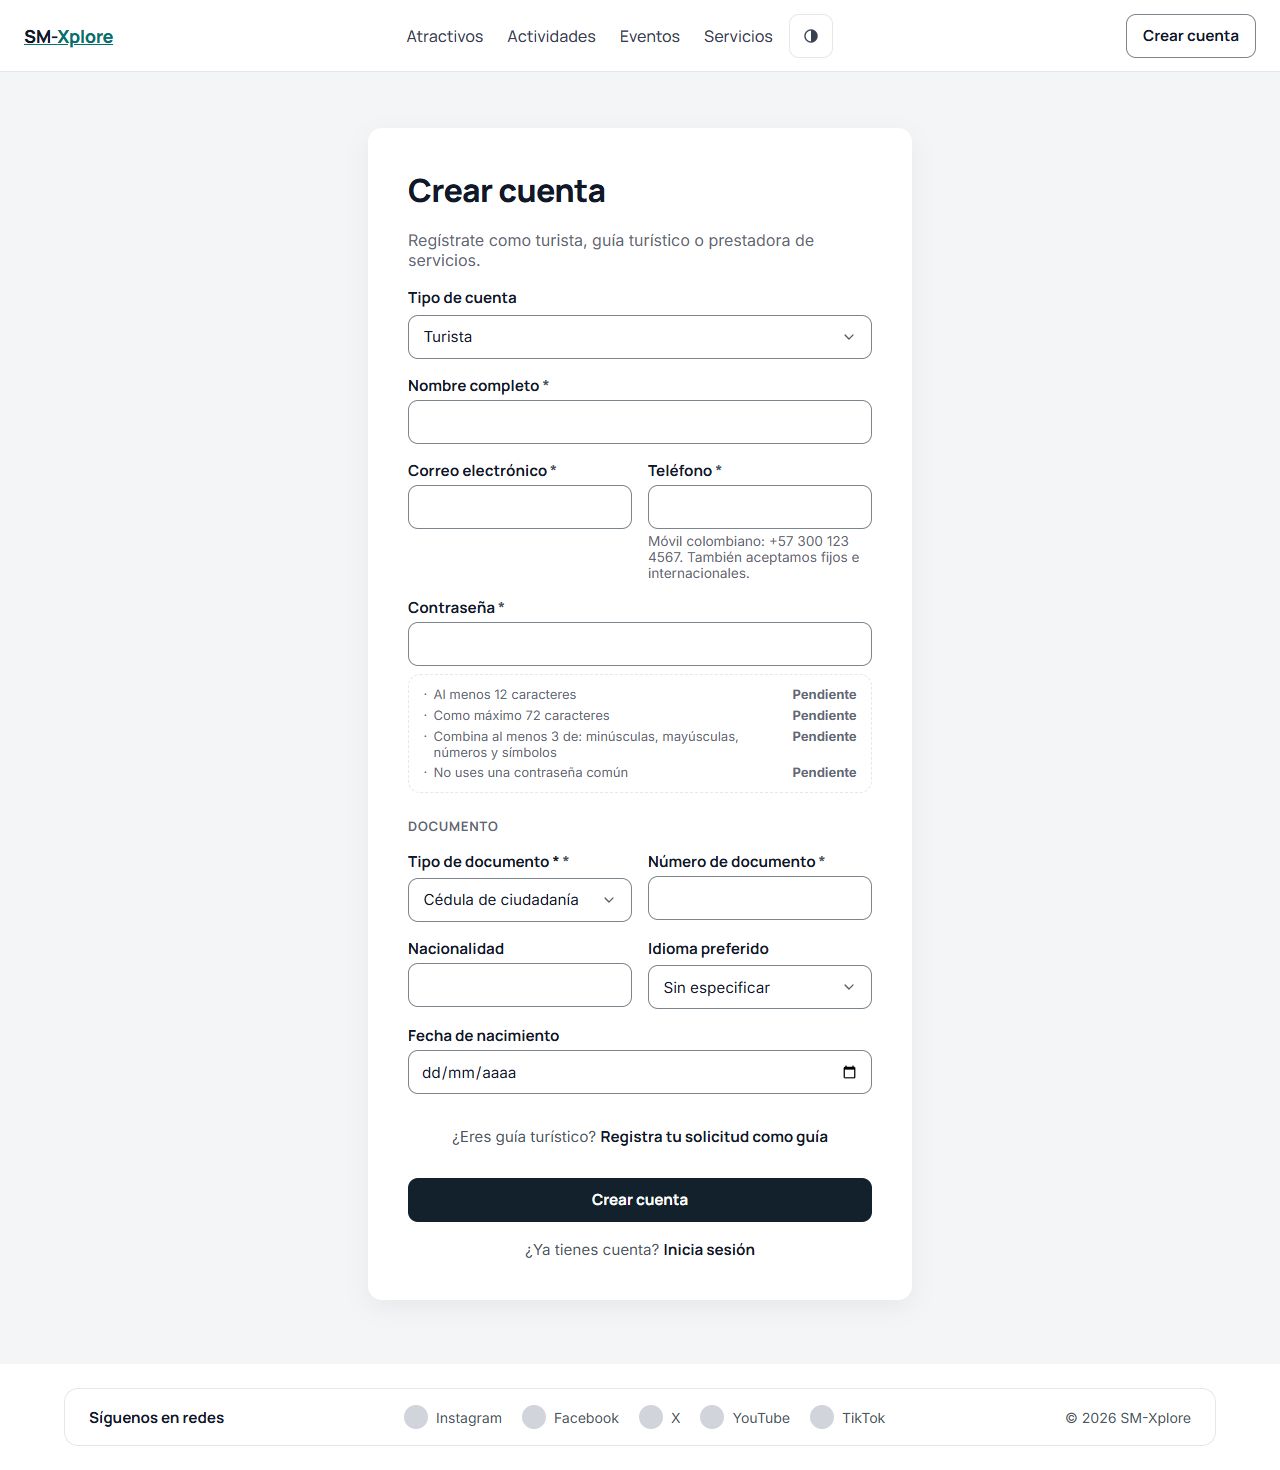 SM-Xplore
Atractivos
Actividades
Eventos
Servicios
Crear cuenta
Crear cuenta
Regístrate como turista, guía turístico o prestadora de
servicios.
Tipo de cuenta
Turista
Nombre completo *
Correo electrónico *
Teléfono *
Móvil colombiano: +57 300 123
4567. También aceptamos fijos e
internacionales.
Contraseña *
· Al menos 12 caracteres Pendiente
· Como máximo 72 caracteres Pendiente
· Combina al menos 3 de: minúsculas, mayúsculas, Pendiente
números y símbolos
· No uses una contraseña común Pendiente
DOCUMENTO
Tipo de documento * *
Cédula de ciudadanía
Número de documento *
Nacionalidad
Idioma preferido
Sin especificar
Fecha de nacimiento
dd/mm/aaaa
¿Eres guía turístico? Registra tu solicitud como guía
Crear cuenta
¿Ya tienes cuenta? Inicia sesión
Síguenos en redes
Instagram
Facebook
X
YouTube
TikTok
© 2026 SM-Xplore